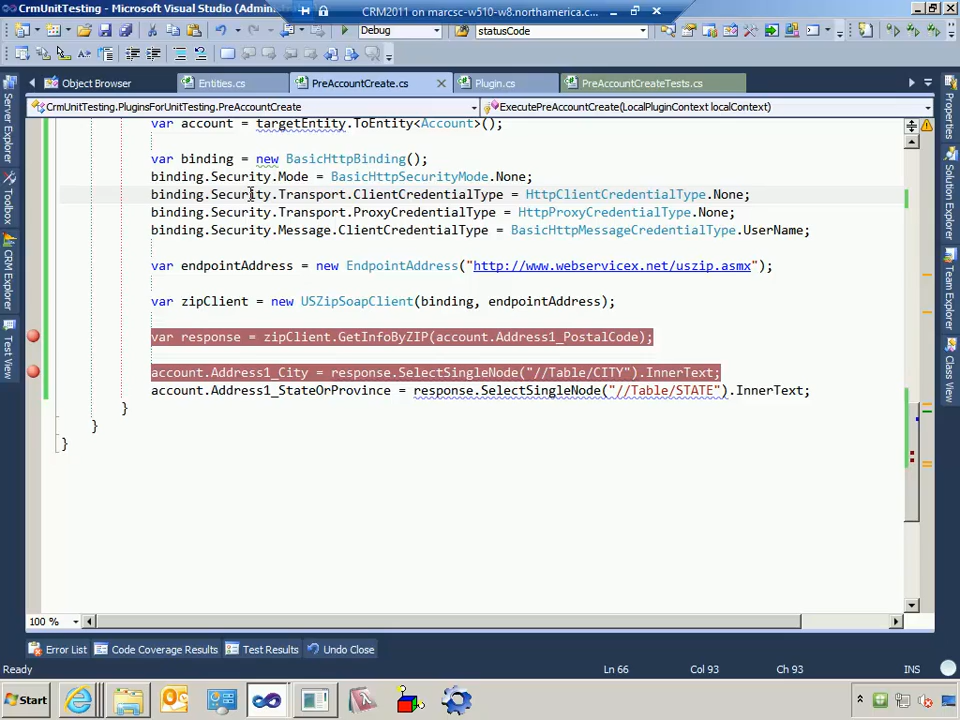 CrmUnitTesting - Microsoft Visual Studio (Admini
CRM2011 on marcsc-w510-w8.northamerica.c...
Debug
statusCode
Object Browser
Entities.cs
PreAccountCreate.cs
Plugin.cs
PreAccountCreateTests.cs
CrmUnitTesting.PluginsForUnitTesting.PreAccountCreate
ExecutePreAccountCreate(LocalPluginContext localContext)
Server Explorer
Toolbox
CRM Explorer
Test View
var account = targetEntity.ToEntity<Account>();
var binding = new BasicHttpBinding();
binding.Security.Mode = BasicHttpSecurityMode.None;
binding.Security.Transport.ClientCredentialType = HttpClientCredentialType.None;
binding.Security.Transport.ProxyCredentialType = HttpProxyCredentialType.None;
binding.Security.Message.ClientCredentialType = BasicHttpMessageCredentialType.UserName;
var endpointAddress = new EndpointAddress("http://www.webservicex.net/uszip.asmx");
var zipClient = new USZipSoapClient(binding, endpointAddress);
var response = zipClient.GetInfoByZIP(account.Address1_PostalCode);
account.Address1_City = response.SelectSingleNode("//Table/CITY").InnerText;
account.Address1_StateOrProvince = response.SelectSingleNode("//Table/STATE").InnerText;
}
}
}
Properties
Solution Explorer
Team Explorer
Class View
100 %
Error List
Code Coverage Results
Test Results
Undo Close
Ready
Ln 66
Col 93
Ch 93
INS
Start